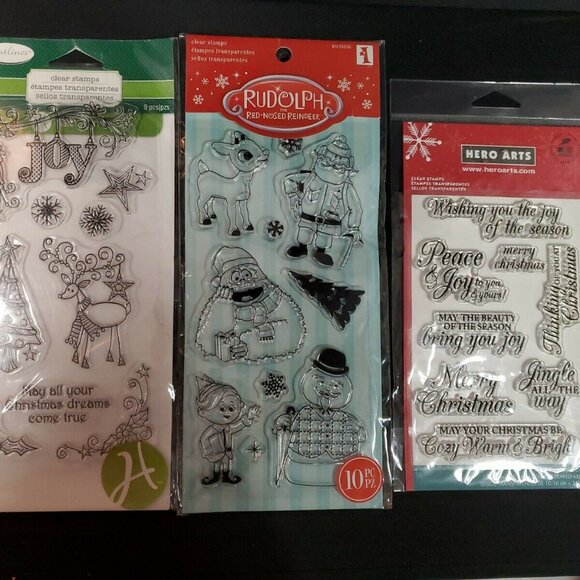 clear stamps
étampes transparentes
sellos transparentes
9 pcs/pzs
joy
May all your
Christmas dreams
come true
H
clear stamps
étampes transparentes
sellos transparentes
RUDOLPH
THE
RED-NOSED REINDEER
10 PC
PZ
HERO ARTS
www.heroarts.com
CLEAR STAMPS
ÉTAMPES TRANSPARENTES
SELLOS TRANSPARENTES
Wishing you the joy
of the season
Peace
& Joy to you
& yours!
merry
christmas
Thinking of you at
Christmas
MAY THE BEAUTY
OF THE SEASON
bring you joy
Merry
Christmas
Jingle
ALL THE
way
MAY YOUR CHRISTMAS BE
Cozy Warm & Bright